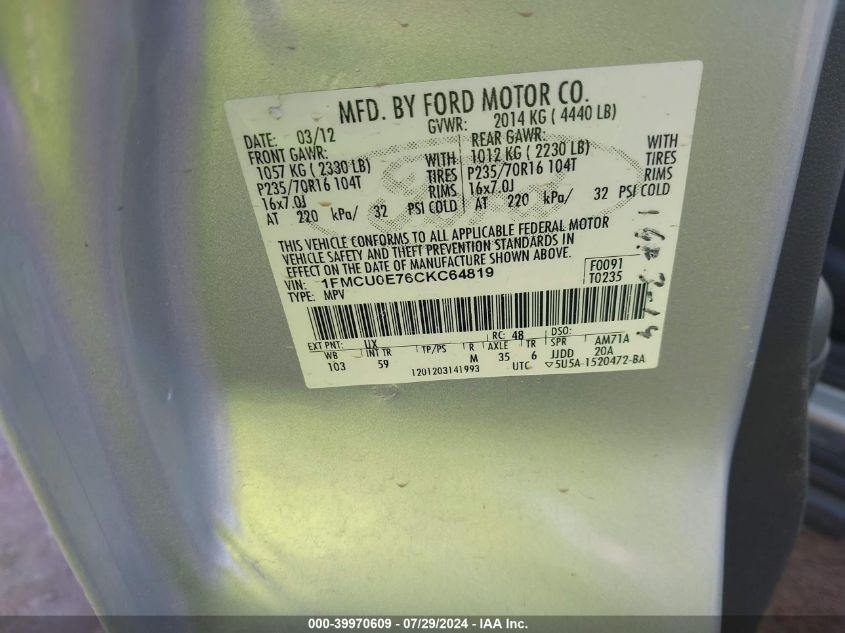 MFD. BY FORD MOTOR CO.
DATE: 03/12 GVWR: 2014 KG ( 4440 LB)
FRONT GAWR: REAR GAWR:
1057 KG ( 2330 LB) WITH 1012 KG ( 2230 LB) WITH
P235/70R16 104T TIRES P235/70R16 104T TIRES
16x7.0J RIMS 16x7.0J RIMS
AT 220 kPa/ 32 PSI COLD AT 220 kPa/ 32 PSI COLD
THIS VEHICLE CONFORMS TO ALL APPLICABLE FEDERAL MOTOR
VEHICLE SAFETY AND THEFT PREVENTION STANDARDS IN
EFFECT ON THE DATE OF MANUFACTURE SHOWN ABOVE.
VIN: 1FMCU0E76CKC64819
TYPE: MPV
F0091
T0235
EXT PNT: UX RC: 48 DSO:
WB INT TR TP/PS R AXLE TR SPR AM71A
103 59 M 35 6 JJDD 20A
1201203141993 UTC ▽5U5A-1520472-BA
000-39970609 - 07/29/2024 - IAA Inc.